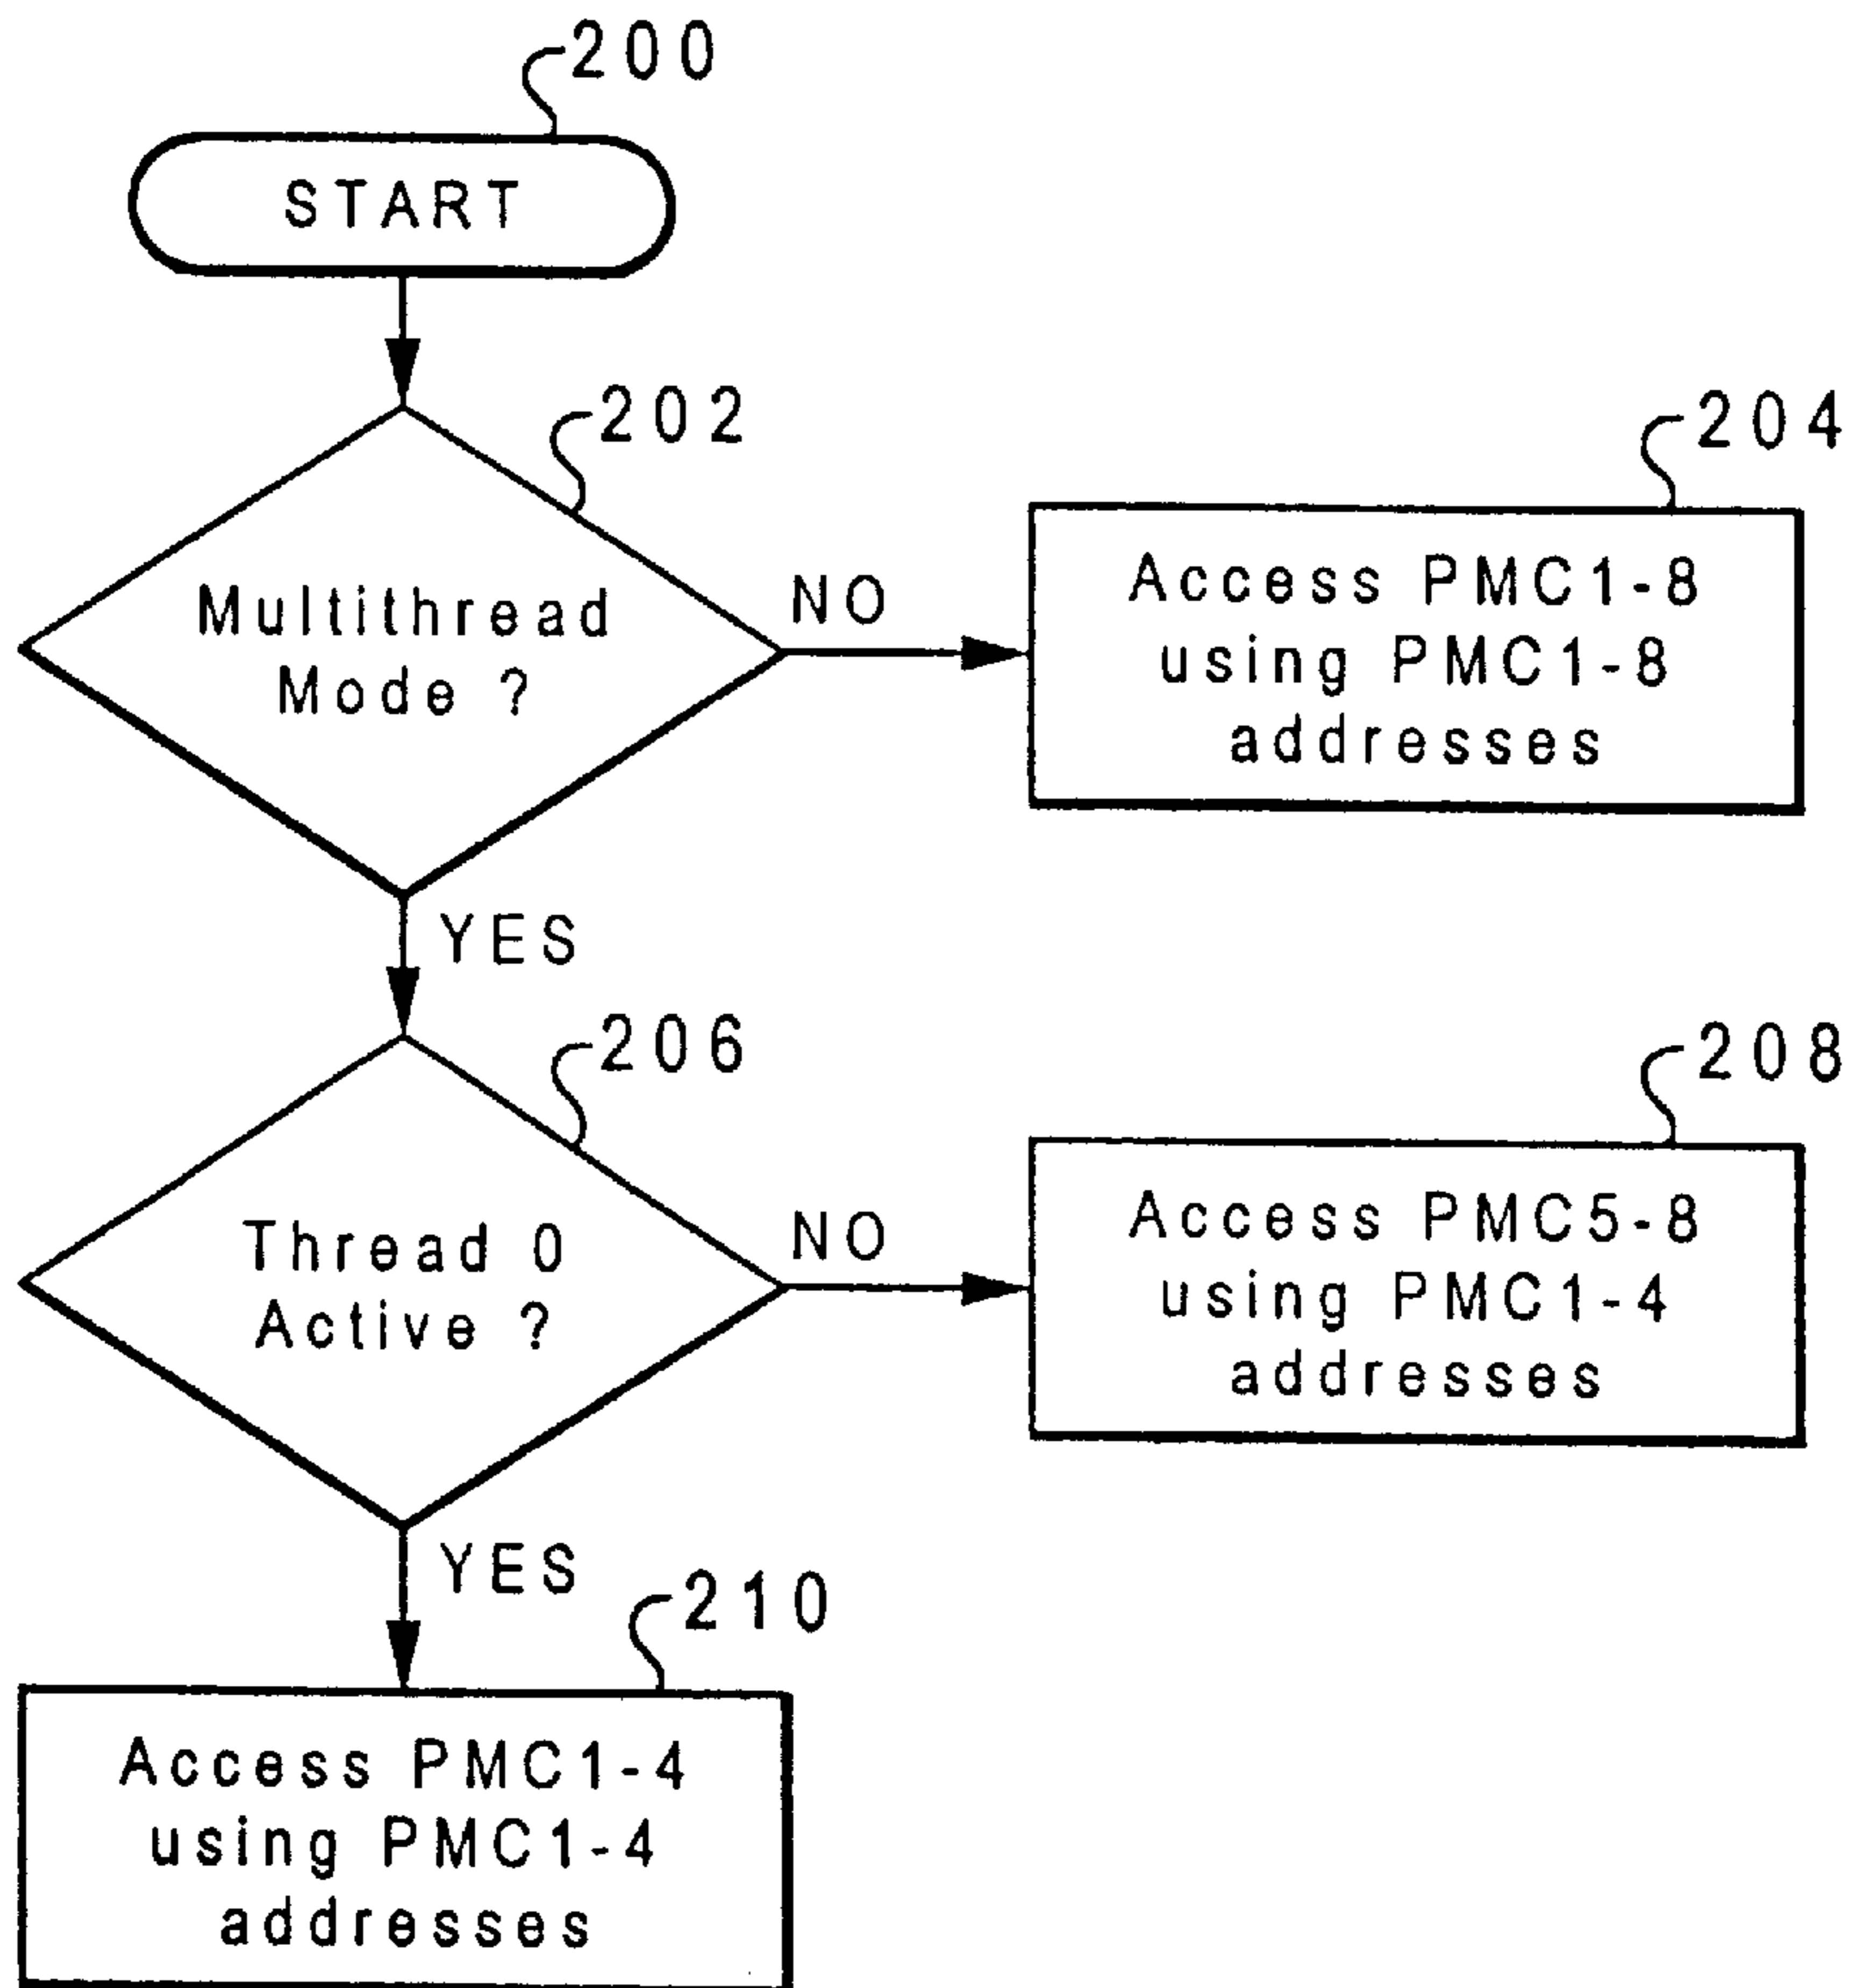 200
START
202
Multithread
Mode ?
NO
204
Access PMC1-8
using PMC1-8
addresses
YES
206
Thread 0
Active ?
NO
208
Access PMC5-8
using PMC1-4
addresses
YES
210
Access PMC1-4
using PMC1-4
addresses